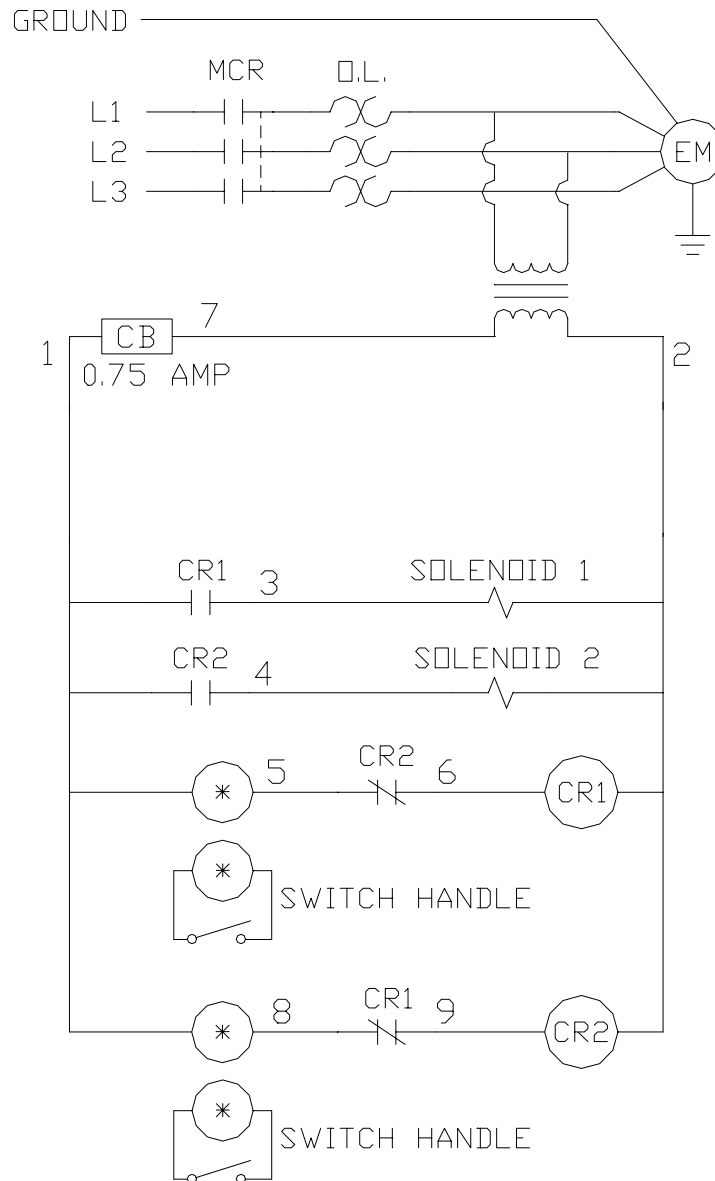 GROUND
MCR O.L.
L1
L2
L3
EM
7
1 CB 2
0.75 AMP
CR1 3 SOLENOID 1
CR2 4 SOLENOID 2
5 CR2 6
* CR1
*
SWITCH HANDLE
8 CR1 9
* CR2
*
SWITCH HANDLE